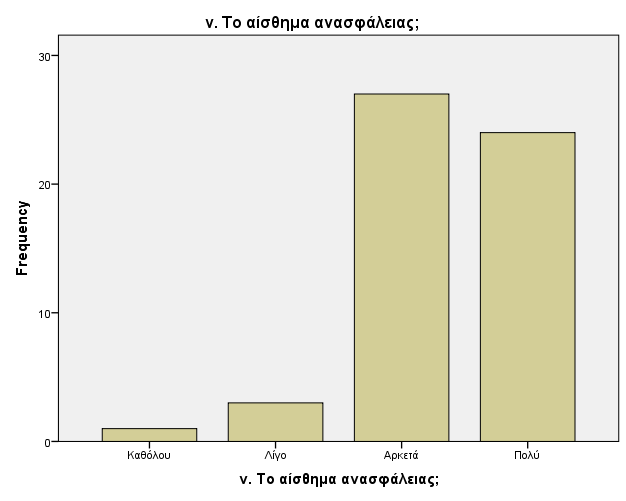 ν. Το αίσθημα ανασφάλειας;
30
20
10
0
Frequency
Καθόλου
Λίγο
Αρκετά
Πολύ
ν. Το αίσθημα ανασφάλειας;